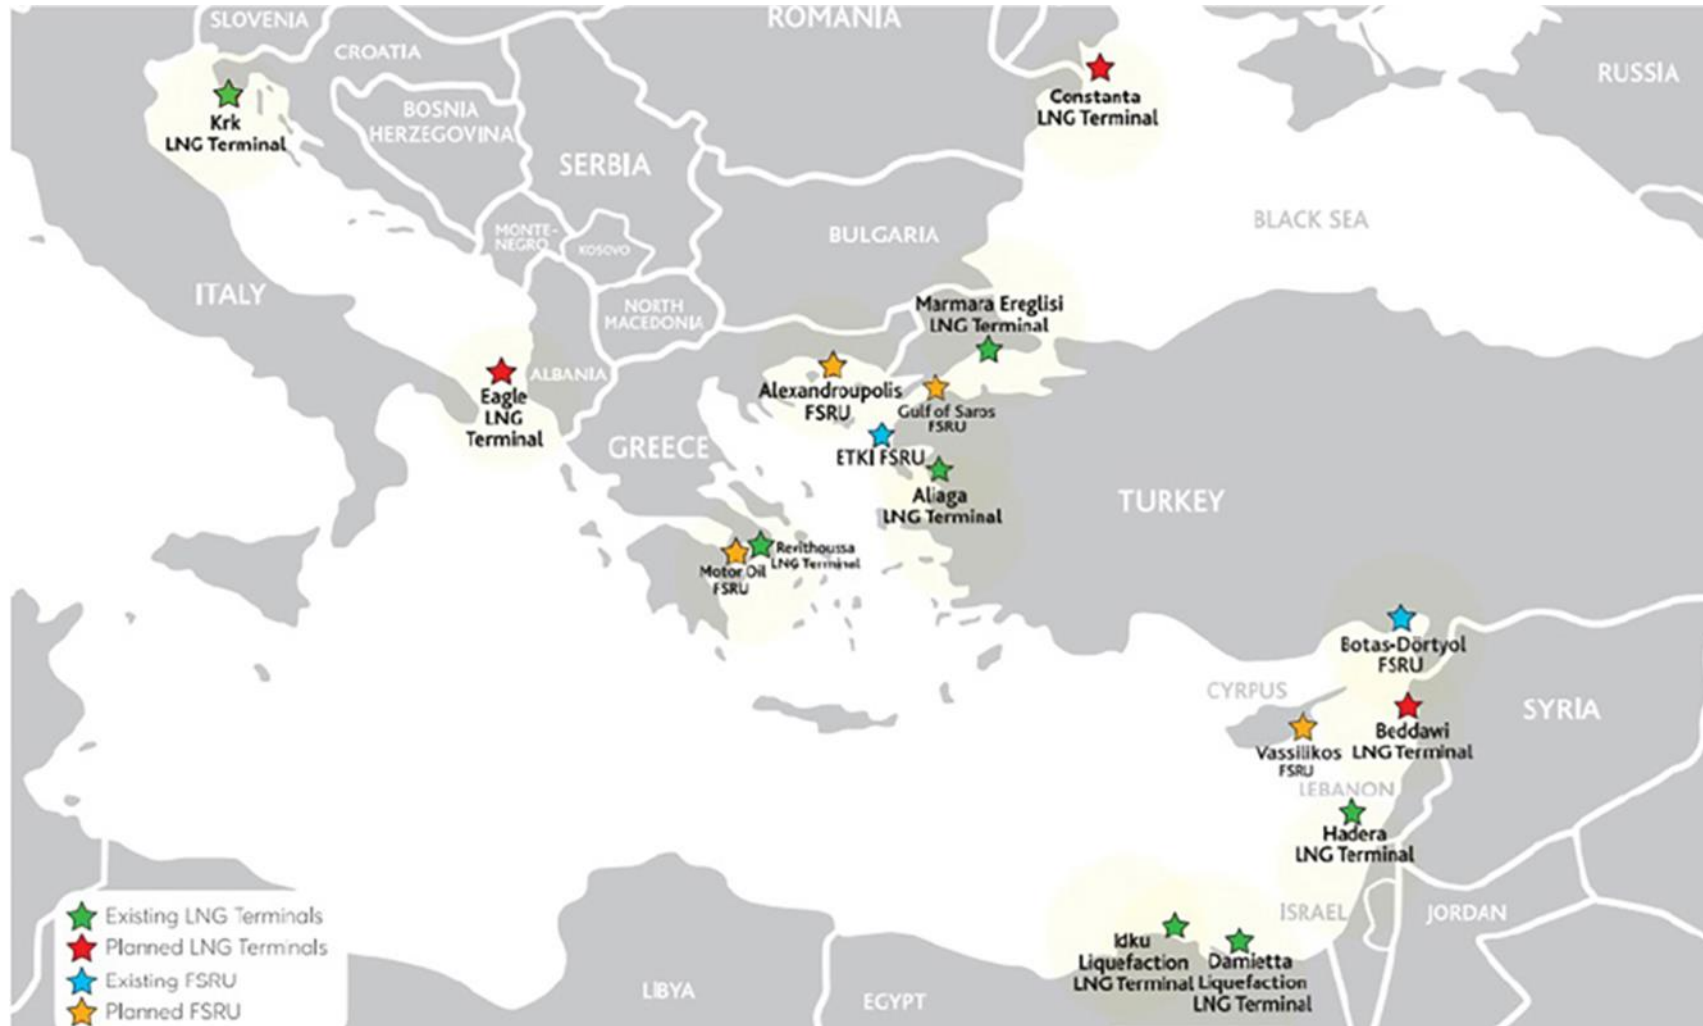 SLOVENIA
ROMANIA
CROATIA
RUSSIA
Krk
LNG Terminal
BOSNIA
HERZEGOVINA
Constanta
LNG Terminal
SERBIA
BLACK SEA
MONTE-
NEGRO
KOSOVO
BULGARIA
ITALY
NORTH
MACEDONIA
Marmara Ereglisi
LNG Terminal
ALBANIA
Eagle
LNG
Terminal
Alexandroupolis
FSRU
Gulf of Saros
FSRU
GREECE
ETKI FSRU
Aliaga
LNG Terminal
TURKEY
Revithoussa
LNG Terminal
Motor Oil
FSRU
Botas-Dörtyol
FSRU
CYRPUS
SYRIA
Vassilikos
FSRU
Beddawi
LNG Terminal
LEBANON
Hadera
LNG Terminal
ISRAEL
JORDAN
Idku
Liquefaction
LNG Terminal
Damietta
Liquefaction
LNG Terminal
LIBYA
EGYPT
Existing LNG Terminals
Planned LNG Terminals
Existing FSRU
Planned FSRU